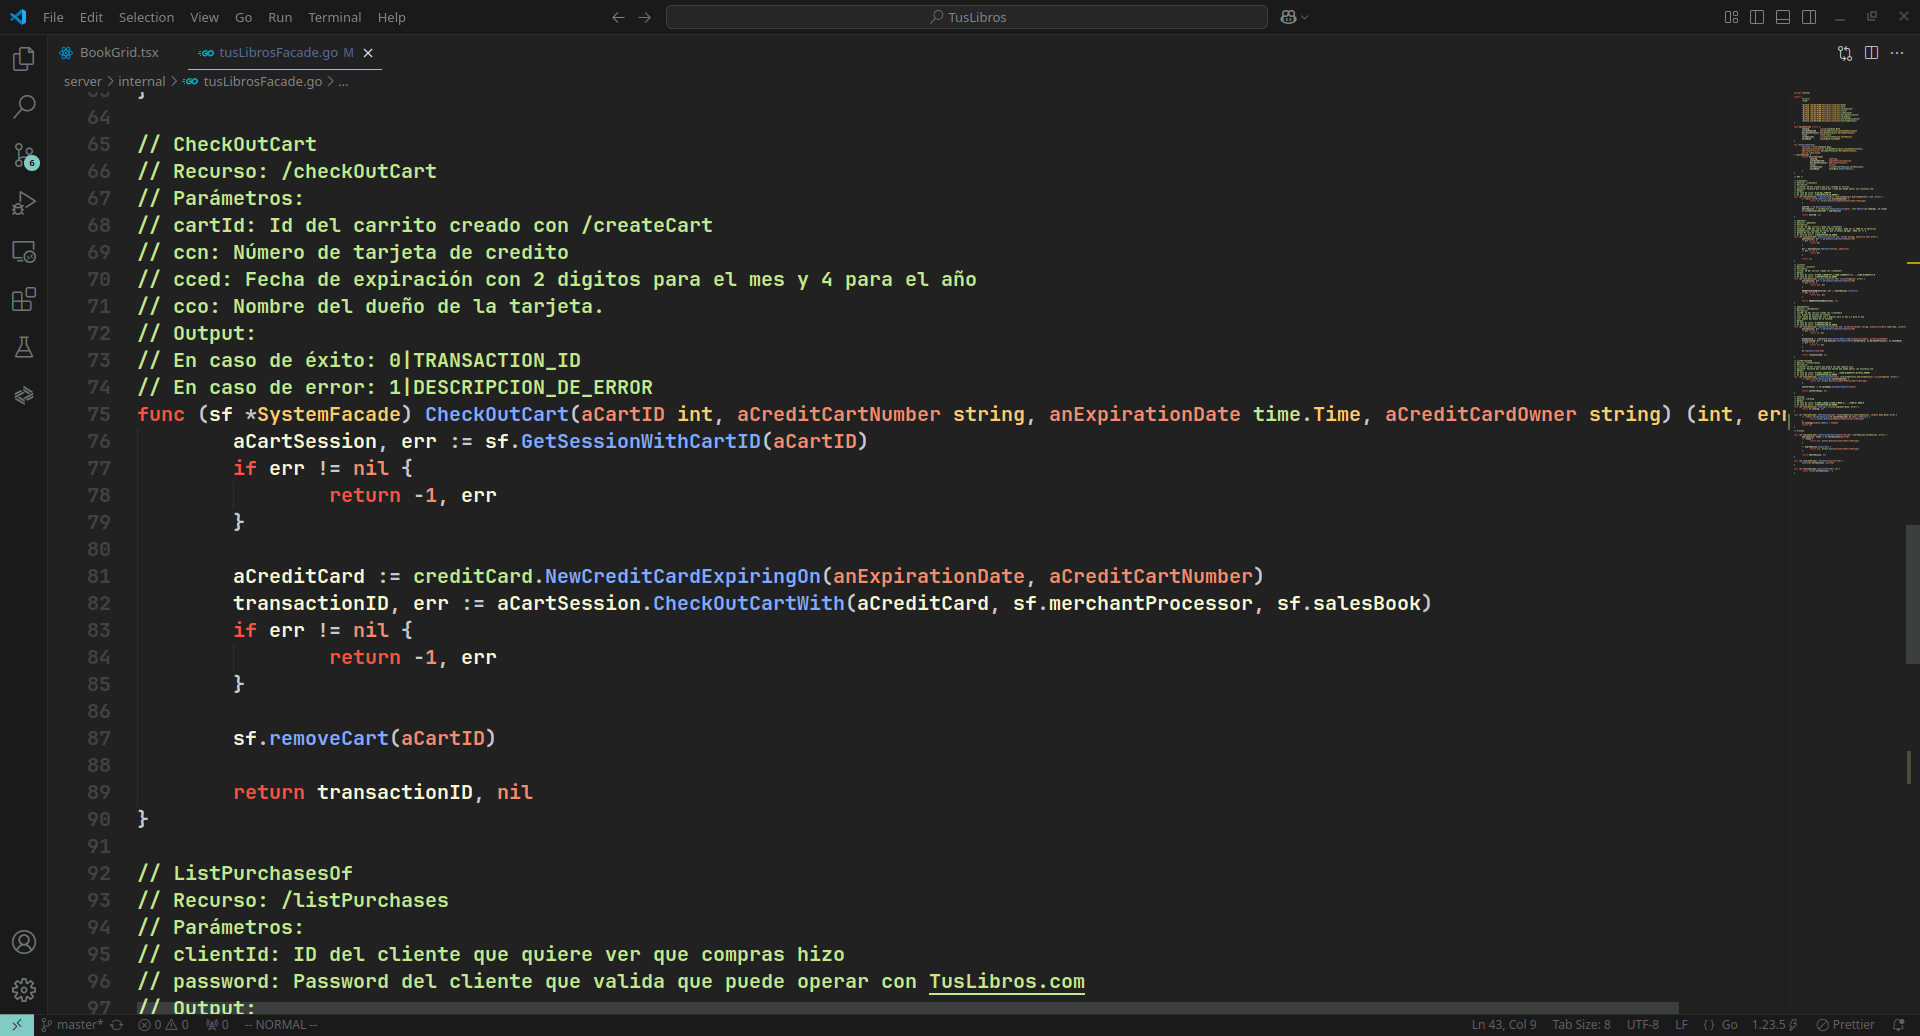 File Edit Selection View Go Run Terminal Help
TusLibros
BookGrid.tsx
tusLibrosFacade.go M
server > internal > tusLibrosFacade.go > ...
64
65 // CheckOutCart
66 // Recurso: /checkOutCart
67 // Parámetros:
68 // cartId: Id del carrito creado con /createCart
69 // ccn: Número de tarjeta de credito
70 // cced: Fecha de expiración con 2 digitos para el mes y 4 para el año
71 // cco: Nombre del dueño de la tarjeta.
72 // Output:
73 // En caso de éxito: 0|TRANSACTION_ID
74 // En caso de error: 1|DESCRIPCION_DE_ERROR
75 func (sf *SystemFacade) CheckOutCart(aCartID int, aCreditCartNumber string, anExpirationDate time.Time, aCreditCardOwner string) (int, err
76 aCartSession, err := sf.GetSessionWithCartID(aCartID)
77 if err != nil {
78 return -1, err
79 }
80
81 aCreditCard := creditCard.NewCreditCardExpiringOn(anExpirationDate, aCreditCartNumber)
82 transactionID, err := aCartSession.CheckOutCartWith(aCreditCard, sf.merchantProcessor, sf.salesBook)
83 if err != nil {
84 return -1, err
85 }
86
87 sf.removeCart(aCartID)
88
89 return transactionID, nil
90 }
91
92 // ListPurchasesOf
93 // Recurso: /listPurchases
94 // Parámetros:
95 // clientId: ID del cliente que quiere ver que compras hizo
96 // password: Password del cliente que valida que puede operar con TusLibros.com
97 // Output:
6
master* 0 0 0 -- NORMAL -- Ln 43, Col 9 Tab Size: 8 UTF-8 LF { } Go 1.23.5 Prettier